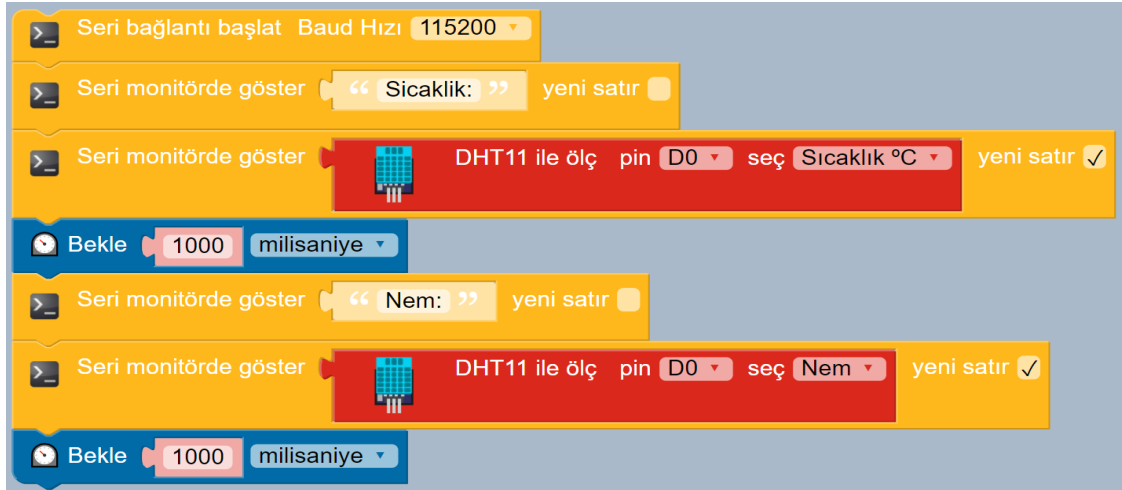 Seri bağlantı başlat Baud Hızı 115200
Seri monitörde göster “ Sicaklik: ” yeni satır
Seri monitörde göster DHT11 ile ölç pin D0 seç Sıcaklık ºC yeni satır ✓
Bekle 1000 milisaniye
Seri monitörde göster “ Nem: ” yeni satır
Seri monitörde göster DHT11 ile ölç pin D0 seç Nem yeni satır ✓
Bekle 1000 milisaniye